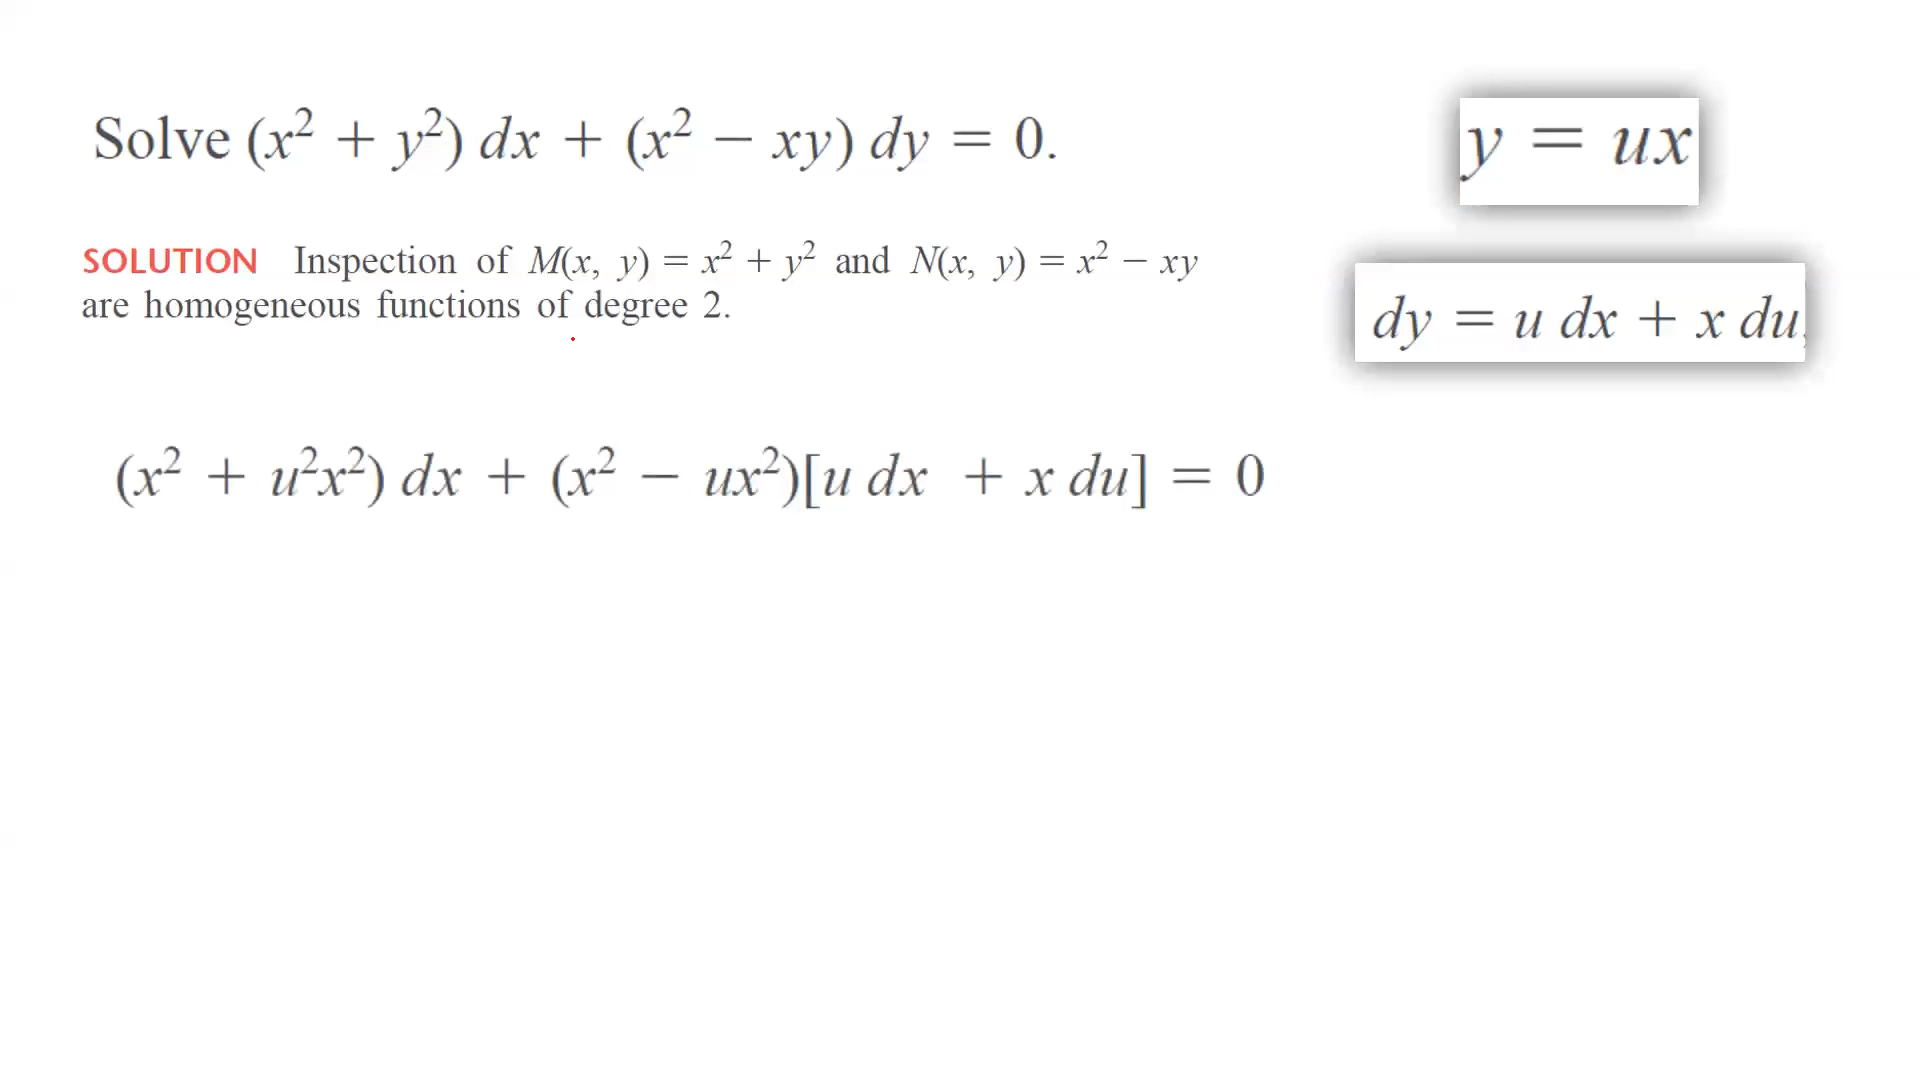 Solve (x² + y²) dx + (x² − xy) dy = 0.
y = ux
SOLUTION Inspection of M(x, y) = x² + y² and N(x, y) = x² − xy
are homogeneous functions of degree 2.
dy = u dx + x du,
(x² + u²x²) dx + (x² − ux²)[u dx + x du] = 0